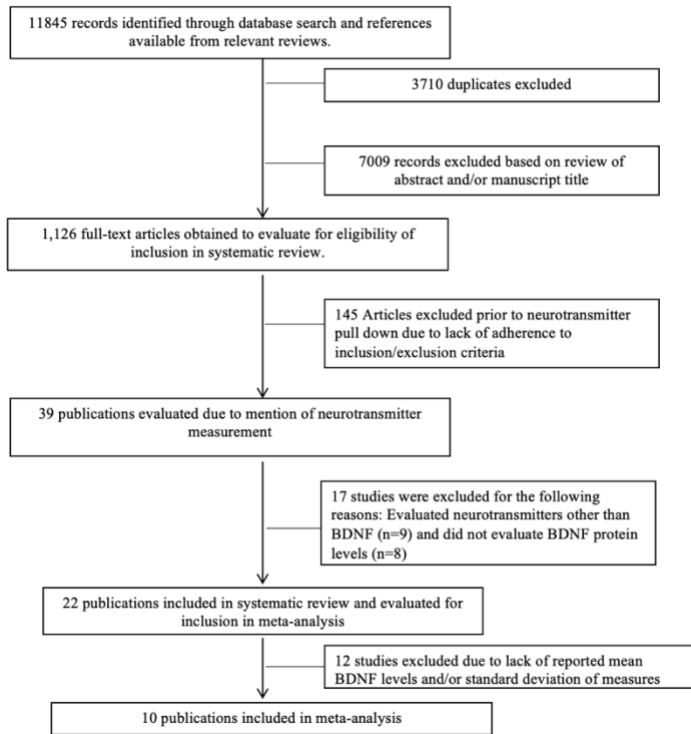 11845 records identified through database search and references
available from relevant reviews.
3710 duplicates excluded
7009 records excluded based on review of
abstract and/or manuscript title
1,126 full-text articles obtained to evaluate for eligibility of
inclusion in systematic review.
145 Articles excluded prior to neurotransmitter
pull down due to lack of adherence to
inclusion/exclusion criteria
39 publications evaluated due to mention of neurotransmitter
measurement
17 studies were excluded for the following
reasons: Evaluated neurotransmitters other than
BDNF (n=9) and did not evaluate BDNF protein
levels (n=8)
22 publications included in systematic review and evaluated for
inclusion in meta-analysis
12 studies excluded due to lack of reported mean
BDNF levels and/or standard deviation of measures
10 publications included in meta-analysis